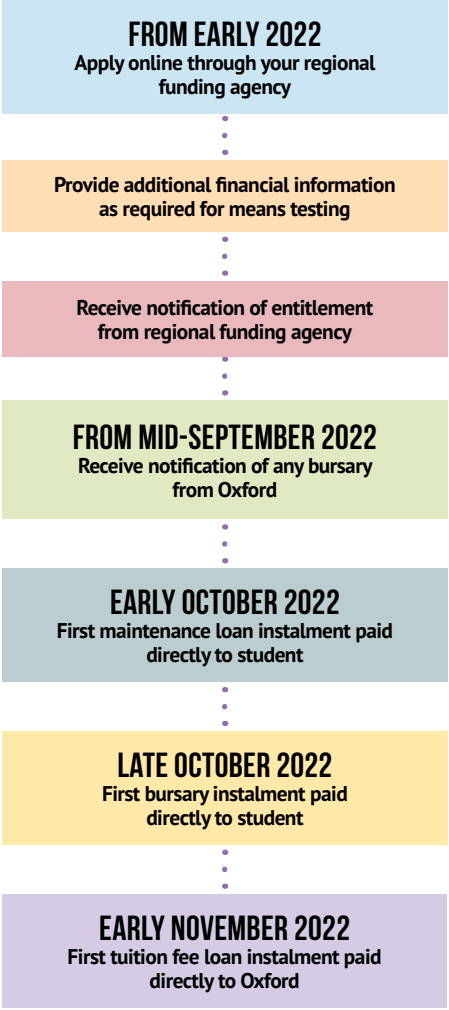 FROM EARLY 2022
Apply online through your regional
funding agency
Provide additional financial information
as required for means testing
Receive notification of entitlement
from regional funding agency
FROM MID-SEPTEMBER 2022
Receive notification of any bursary
from Oxford
EARLY OCTOBER 2022
First maintenance loan instalment paid
directly to student
LATE OCTOBER 2022
First bursary instalment paid
directly to student
EARLY NOVEMBER 2022
First tuition fee loan instalment paid
directly to Oxford